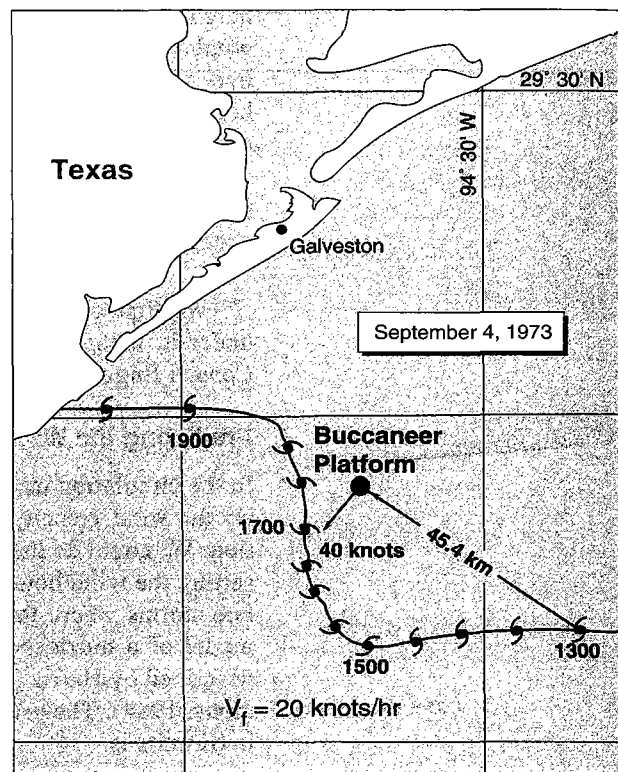 29° 30' N
94° 30' W
Texas
Galveston
September 4, 1973
1900
Buccaneer
Platform
1700
40 knots
45.4 km
1500
1300
V_f = 20 knots/hr